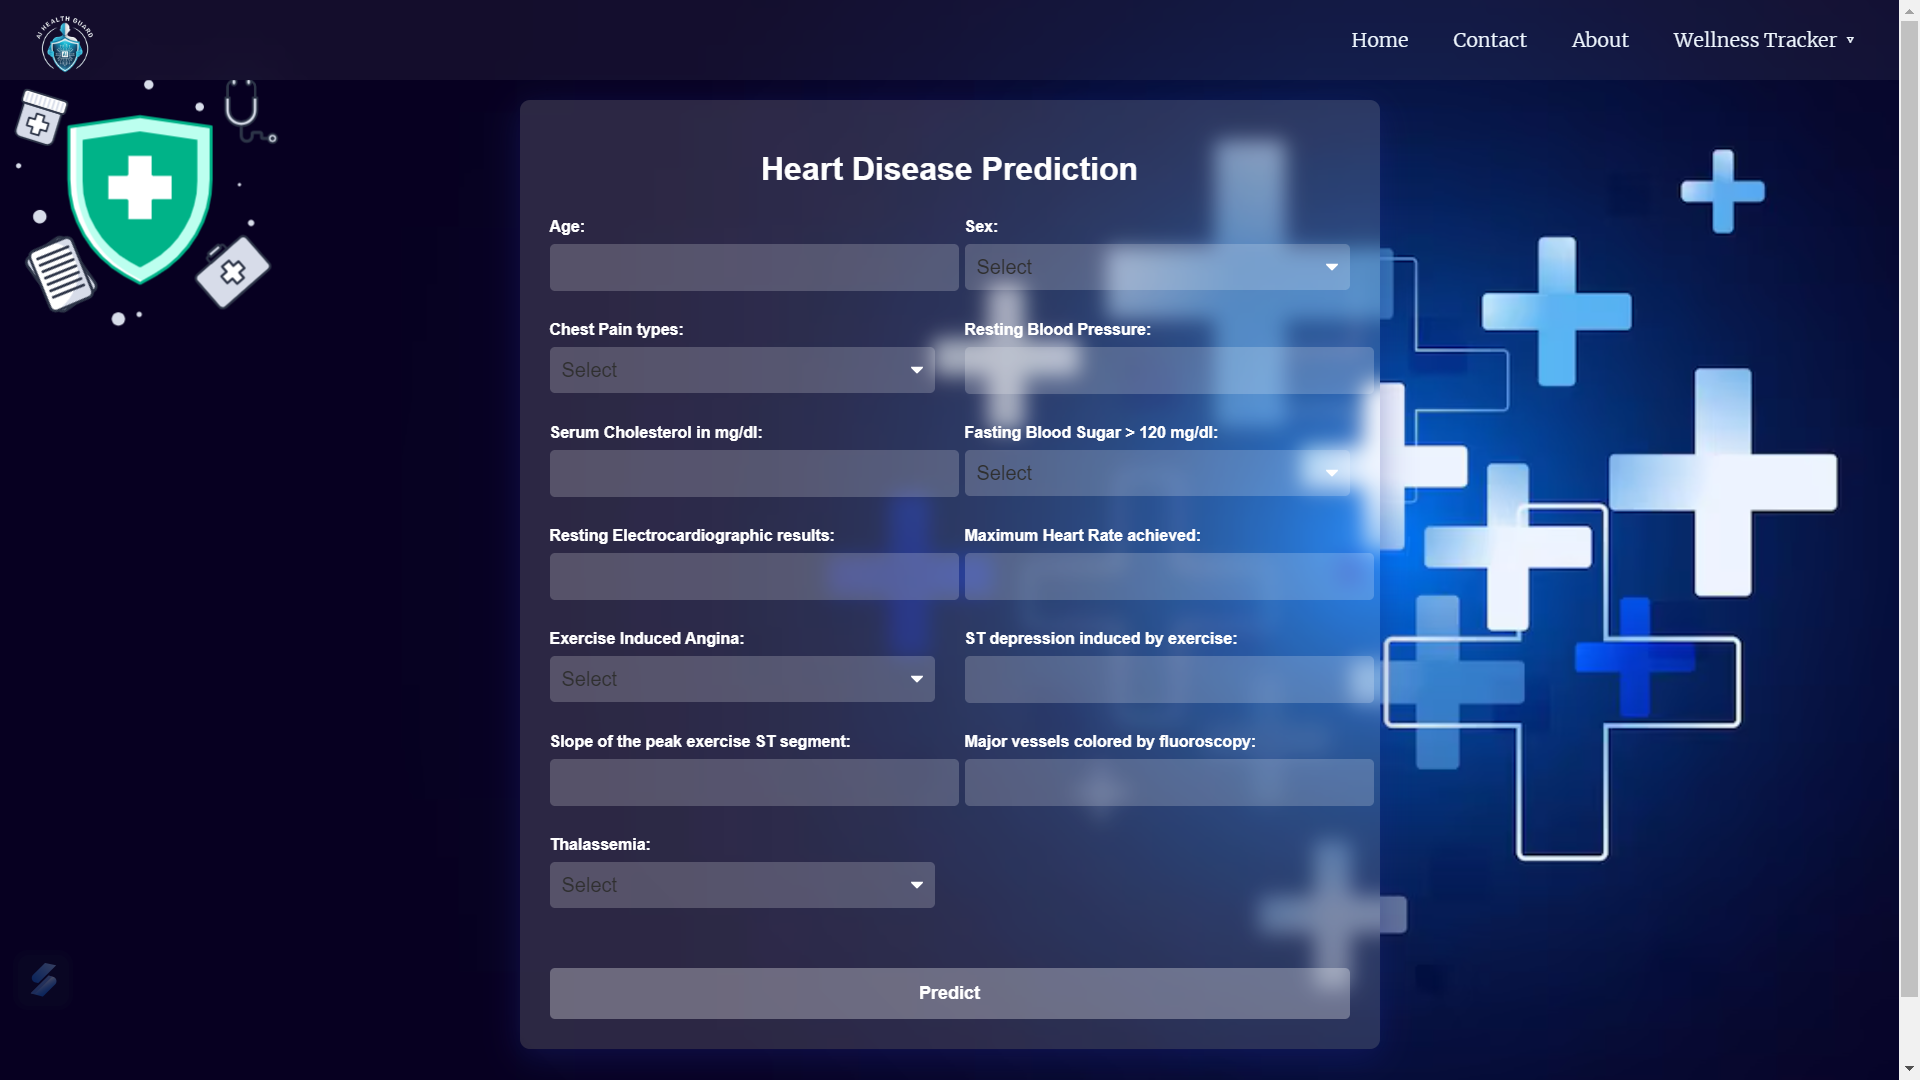 AI HEALTH GUARD
Home Contact About Wellness Tracker
Heart Disease Prediction
Age: Sex:
Select
Chest Pain types: Resting Blood Pressure:
Select
Serum Cholesterol in mg/dl: Fasting Blood Sugar > 120 mg/dl:
Select
Resting Electrocardiographic results: Maximum Heart Rate achieved:
Exercise Induced Angina: ST depression induced by exercise:
Select
Slope of the peak exercise ST segment: Major vessels colored by fluoroscopy:
Thalassemia:
Select
Predict